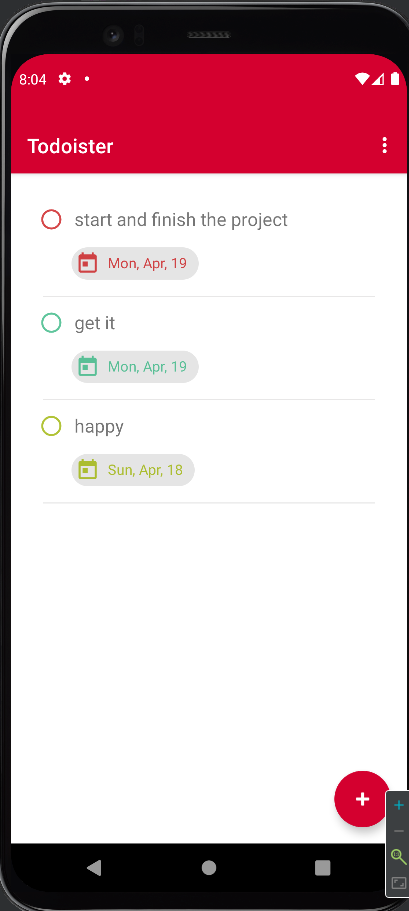 8:04
Todoister
start and finish the project
Mon, Apr, 19
get it
Mon, Apr, 19
happy
Sun, Apr, 18